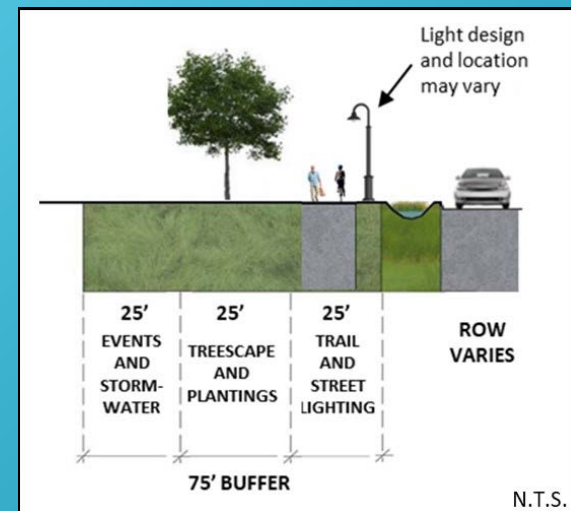 Light design
and location
may vary
25'
EVENTS
AND
STORM-
WATER
25'
TREESCAPE
AND
PLANTINGS
25'
TRAIL
AND
STREET
LIGHTING
ROW
VARIES
75' BUFFER
N.T.S.